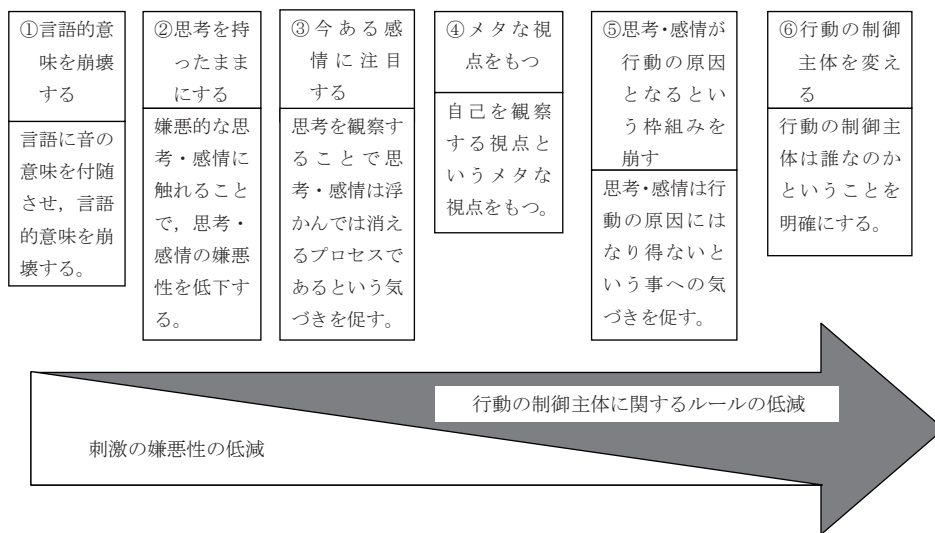 ①言語的意
味を崩壊
する
言語に音の
意味を付随
させ，言語
的意味を崩
壊する。
②思考を持
ったまま
にする
嫌悪的な思
考・感情に
触れること
で，思考・
感情の嫌悪
性を低下す
る。
③今ある感
情に注目
する
思考を観察す
ることで思
考・感情は浮
かんでは消え
るプロセスで
あるという気
づきを促す。
④メタな視
点をもつ
自己を観察
する視点と
いうメタな
視点をもつ。
⑤思考・感情が
行動の原因
となるとい
う枠組みを
崩す
思考・感情は行
動の原因には
なり得ないと
いう事への気
づきを促す。
⑥行動の制御
主体を変え
る
行動の制御主
体は誰なのか
ということを
明確にする。
行動の制御主体に関するルールの低減
刺激の嫌悪性の低減